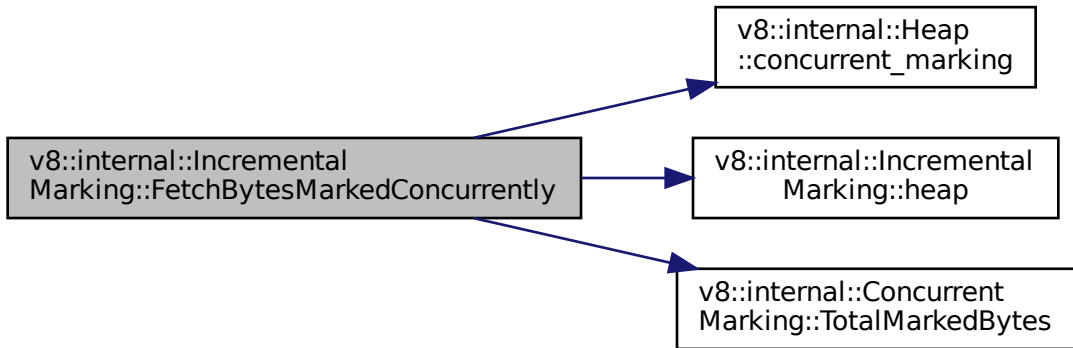 v8::internal::Heap
::concurrent_marking
v8::internal::Incremental
Marking::FetchBytesMarkedConcurrently
v8::internal::Incremental
Marking::heap
v8::internal::Concurrent
Marking::TotalMarkedBytes